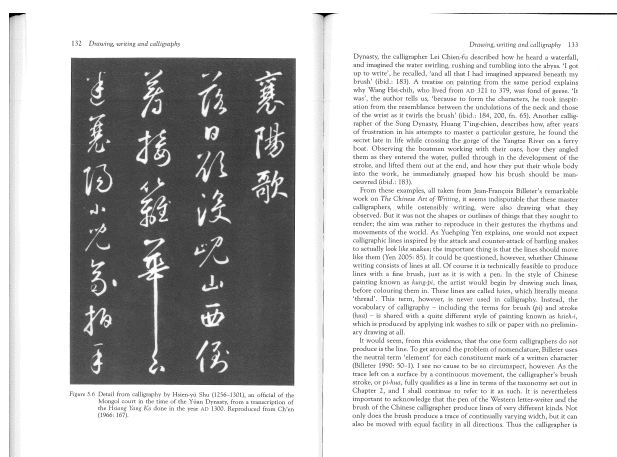 132 Drawing, writing and calligraphy
襄陽歌
落日欲沒峴山西倒
著接籬華下
迷襄陽小兒齊拍手
Figure 5.6 Detail from calligraphy by Hsien-yü Shu (1256–1301), an official of the
Mongol court in the time of the Yüan Dynasty, from a transcription of
the Hsiang Yang Ko done in the year AD 1300. Reproduced from Ch'en
(1966: 167).
Drawing, writing and calligraphy 133
Dynasty, the calligrapher Lei Chien-fu described how he heard a waterfall,
and imagined the water swirling, rushing and tumbling into the abyss. 'I got
up to write', he recalled, 'and all that I had imagined appeared beneath my
brush' (ibid.: 183). A treatise on painting from the same period explains
why Wang Hsi-chih, who lived from AD 321 to 379, was fond of geese. 'It
was', the author tells us, 'because to form the characters, he took inspir-
ation from the resemblance between the undulations of the neck and those
of the wrist as it twirls the brush' (ibid.: 184, 200, fn. 65). Another callig-
rapher of the Sung Dynasty, Huang T'ing-chien, describes how, after years
of frustration in his attempts to master a particular gesture, he found the
secret late in life while crossing the gorge of the Yangtze River on a ferry
boat. Observing the boatmen working with their oars, how they angled
them as they entered the water, pulled through in the development of the
stroke, and lifted them out at the end, and how they put their whole body
into the work, he immediately grasped how his brush should be man-
oeuvred (ibid.: 183).
From these examples, all taken from Jean-François Billeter's remarkable
work on The Chinese Art of Writing, it seems indisputable that these master
calligraphers, while ostensibly writing, were also drawing what they
observed. But it was not the shapes or outlines of things that they sought to
render; the aim was rather to reproduce in their gestures the rhythms and
movements of the world. As Yuehping Yen explains, one would not expect
calligraphic lines inspired by the attack and counter-attack of battling snakes
to actually look like snakes; the important thing is that the lines should move
like them (Yen 2005: 85). It could be questioned, however, whether Chinese
writing consists of lines at all. Of course it is technically feasible to produce
lines with a fine brush, just as it is with a pen. In the style of Chinese
painting known as kung-pi, the artist would begin by drawing such lines,
before colouring them in. These lines are called hsien, which literally means
'thread'. This term, however, is never used in calligraphy. Instead, the
vocabulary of calligraphy – including the terms for brush (pi) and stroke
(hua) – is shared with a quite different style of painting known as hsieh-i,
which is produced by applying ink washes to silk or paper with no prelimin-
ary drawing at all.
It would seem, from this evidence, that the one form calligraphers do not
produce is the line. To get around the problem of nomenclature, Billeter uses
the neutral term 'element' for each constituent mark of a written character
(Billeter 1990: 50–1). I see no cause to be so circumspect, however. As the
trace left on a surface by a continuous movement, the calligrapher's brush
stroke, or pi-hua, fully qualifies as a line in terms of the taxonomy set out in
Chapter 2, and I shall continue to refer to it as such. It is nevertheless
important to acknowledge that the pen of the Western letter-writer and the
brush of the Chinese calligrapher produce lines of very different kinds. Not
only does the brush produce a trace of continually varying width, but it can
also be moved with equal facility in all directions. Thus the calligrapher is